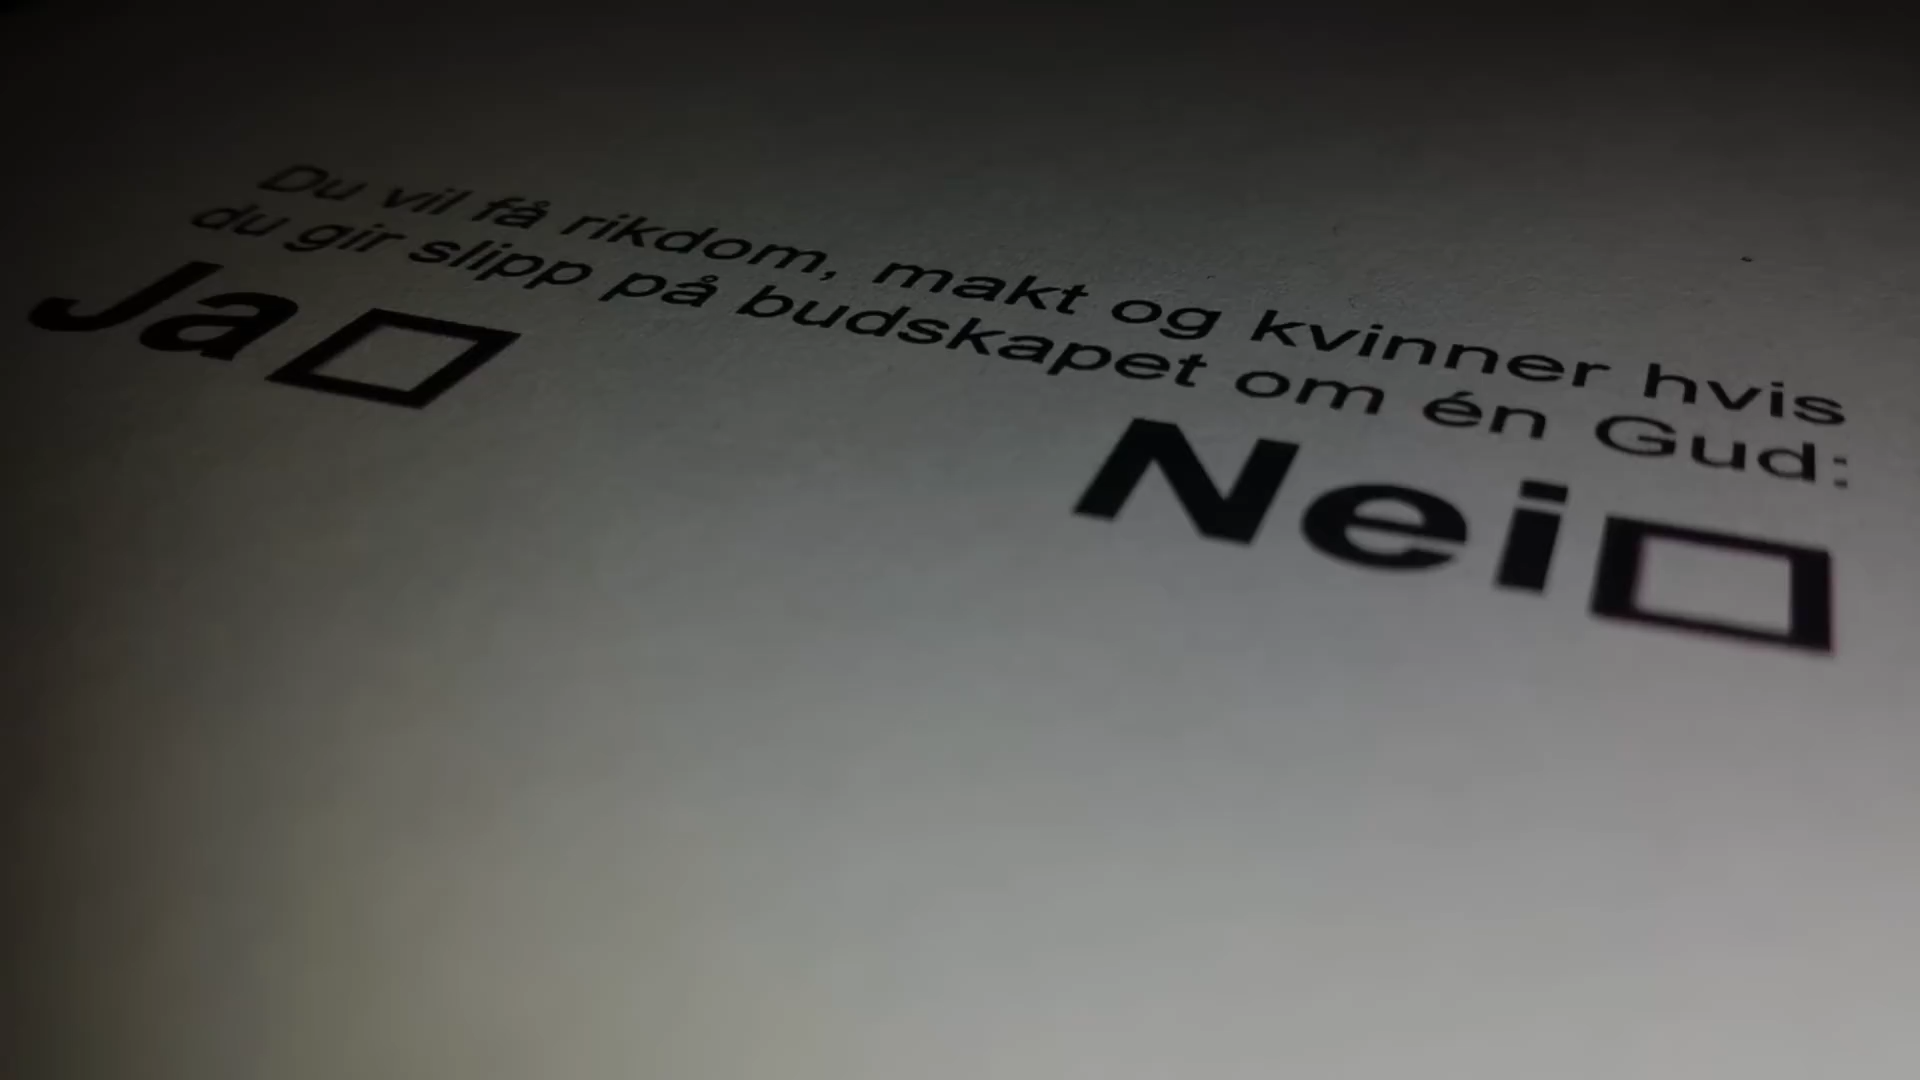 Du vil få rikdom, makt og kvinner hvis
du gir slipp på budskapet om én Gud:
Ja Nei